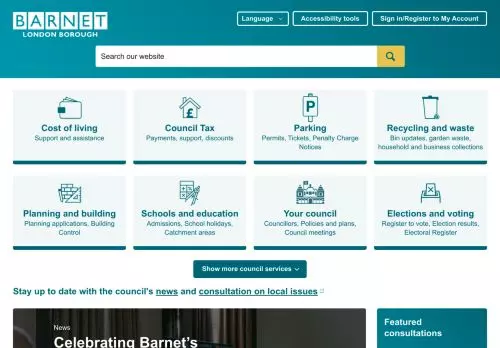 BARNET
LONDON BOROUGH
Language
Accessibility tools
Sign in/Register to My Account
Search our website
Cost of living
Support and assistance
Council Tax
Payments, support, discounts
Parking
Permits, Tickets, Penalty Charge
Notices
Recycling and waste
Bin updates, garden waste,
household and business collections
Planning and building
Planning applications, Building
Control
Schools and education
Admissions, School holidays,
Catchment areas
Your council
Councillors, Policies and plans,
Council meetings
Elections and voting
Register to vote, Election results,
Electoral Register
Show more council services
Stay up to date with the council's news and consultation on local issues
News
Celebrating Barnet's
Featured
consultations